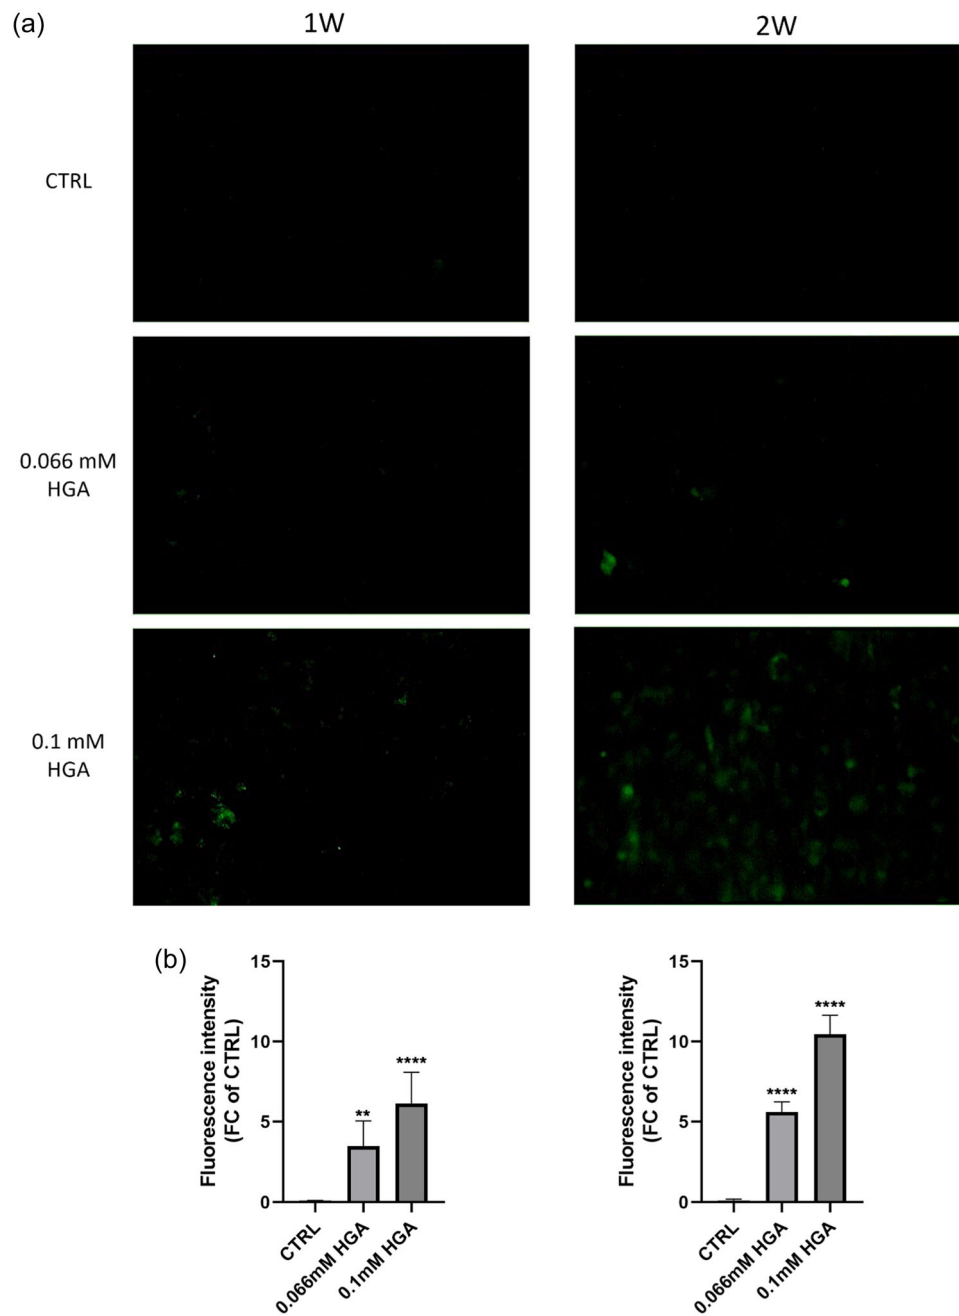 (a)
1W
2W
CTRL
0.066 mM
HGA
0.1 mM
HGA
(b)
Fluorescence intensity
(FC of CTRL)
15
10
5
0
**
****
CTRL
0.066mM HGA
0.1mM HGA
Fluorescence intensity
(FC of CTRL)
15
10
5
0
****
****
CTRL
0.066mM HGA
0.1mM HGA